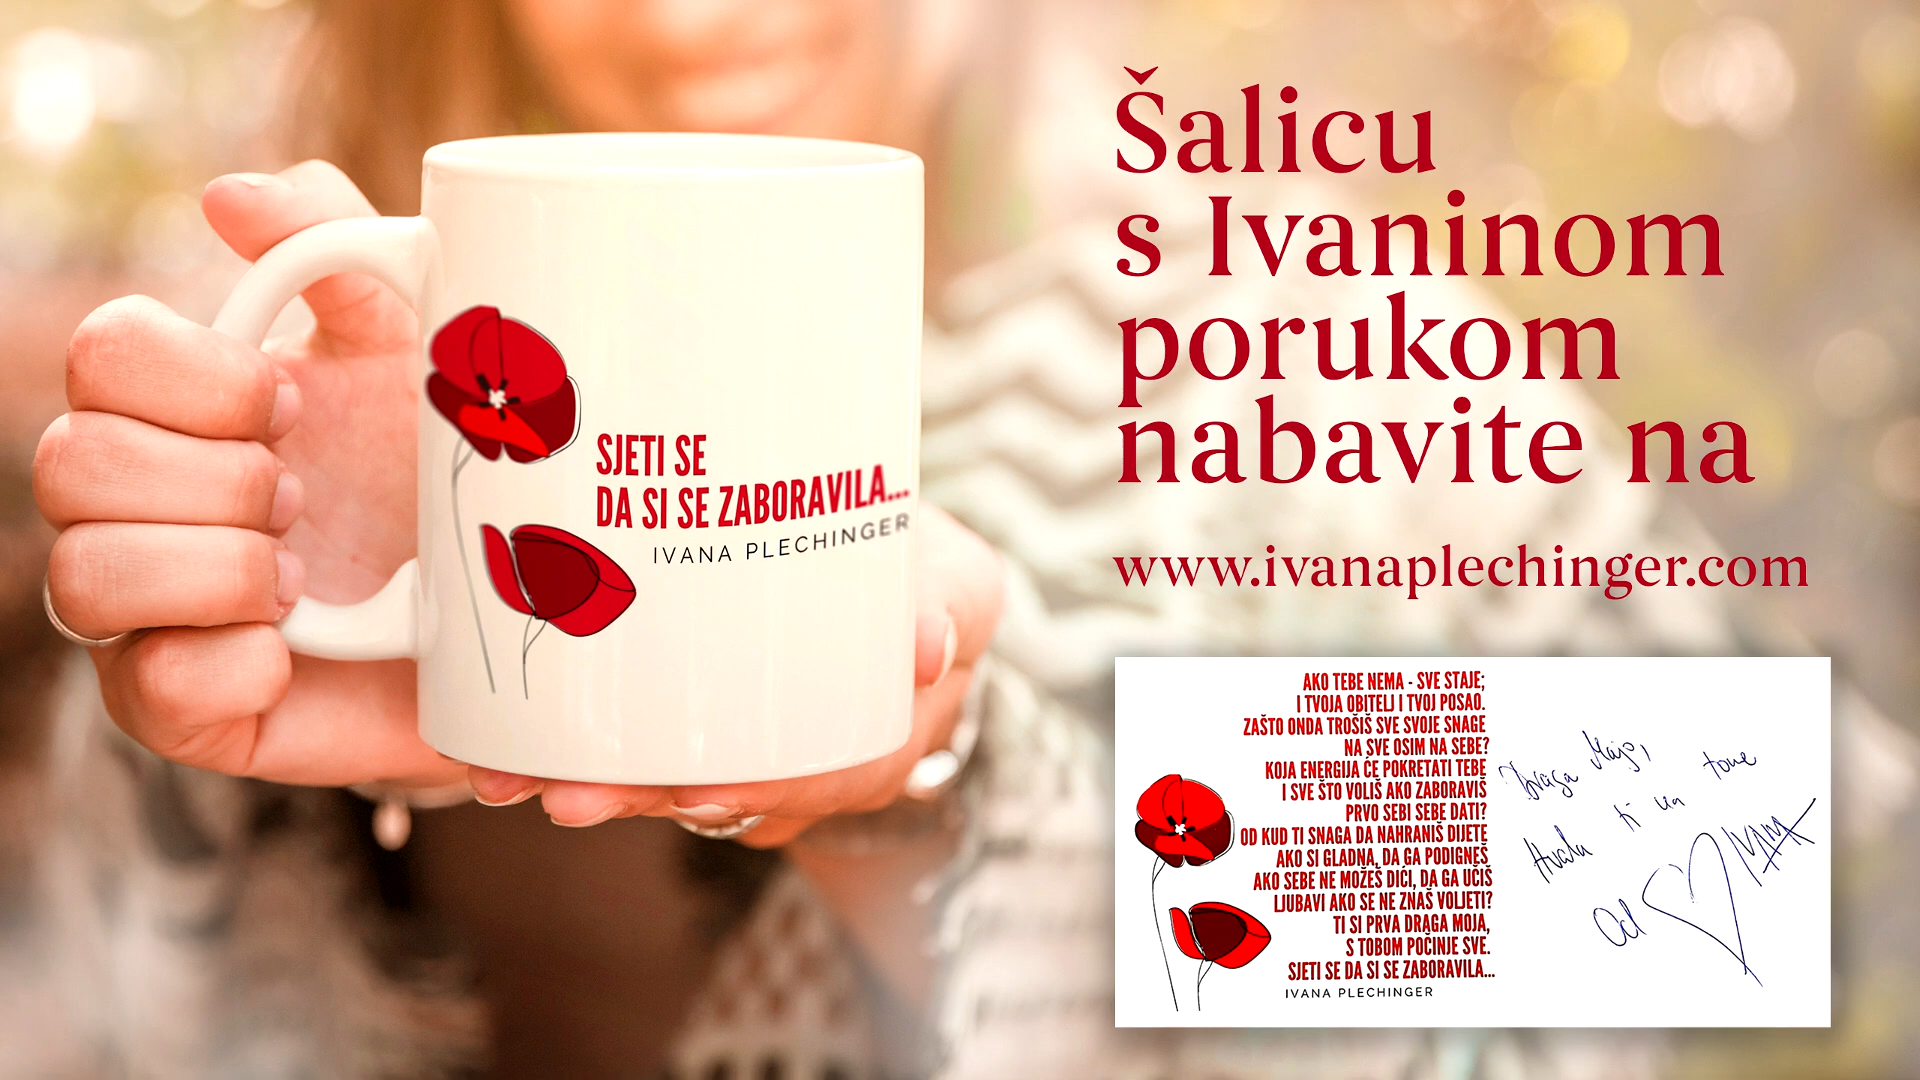 SJETI SE
DA SI SE ZABORAVILA...
IVANA PLECHINGER
Šalicu
s Ivaninom
porukom
nabavite na
www.ivanaplechinger.com
AKO TEBE NEMA - SVE STAJE;
I TVOJA OBITELJ I TVOJ POSAO.
ZAŠTO ONDA TROŠIŠ SVE SVOJE SNAGE
NA SVE OSIM NA SEBE?
KOJA ENERGIJA ĆE POKRETATI TEBE
I SVE ŠTO VOLIŠ AKO ZABORAVIŠ
PRVO SEBI SEBE DATI?
OD KUD TI SNAGA DA NAHRANIŠ DIJETE
AKO SI GLADNA, DA GA PODIGNEŠ
AKO SEBE NE MOŽEŠ DIĆI, DA GA UČIŠ
LJUBAVI AKO SE NE ZNAŠ VOLJETI?
TI SI PRVA DRAGA MOJA,
S TOBOM POČINJE SVE.
SJETI SE DA SI SE ZABORAVILA...
IVANA PLECHINGER
Draga Majo,
Hvala ti na tome
Od IVANA